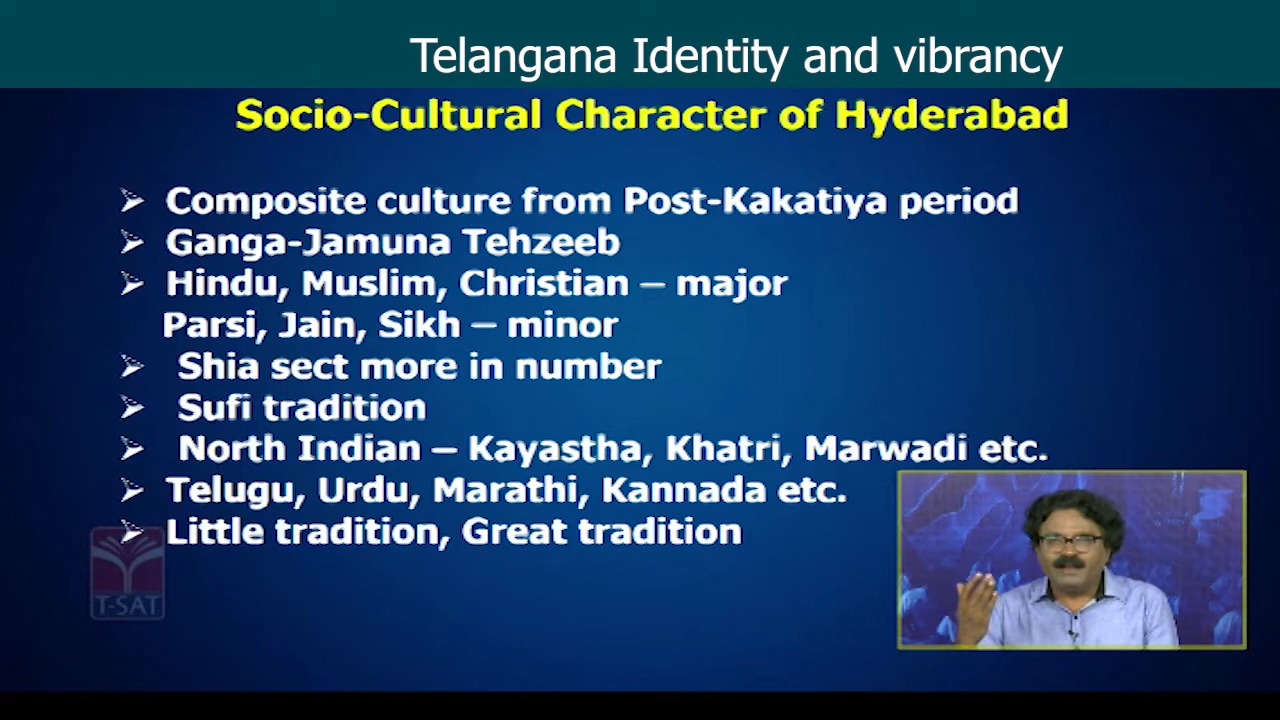 Telangana Identity and vibrancy
Socio-Cultural Character of Hyderabad
➢ Composite culture from Post-Kakatiya period
➢ Ganga-Jamuna Tehzeeb
➢ Hindu, Muslim, Christian – major
Parsi, Jain, Sikh – minor
➢ Shia sect more in number
➢ Sufi tradition
➢ North Indian – Kayastha, Khatri, Marwadi etc.
➢ Telugu, Urdu, Marathi, Kannada etc.
➢ Little tradition, Great tradition
T-SAT